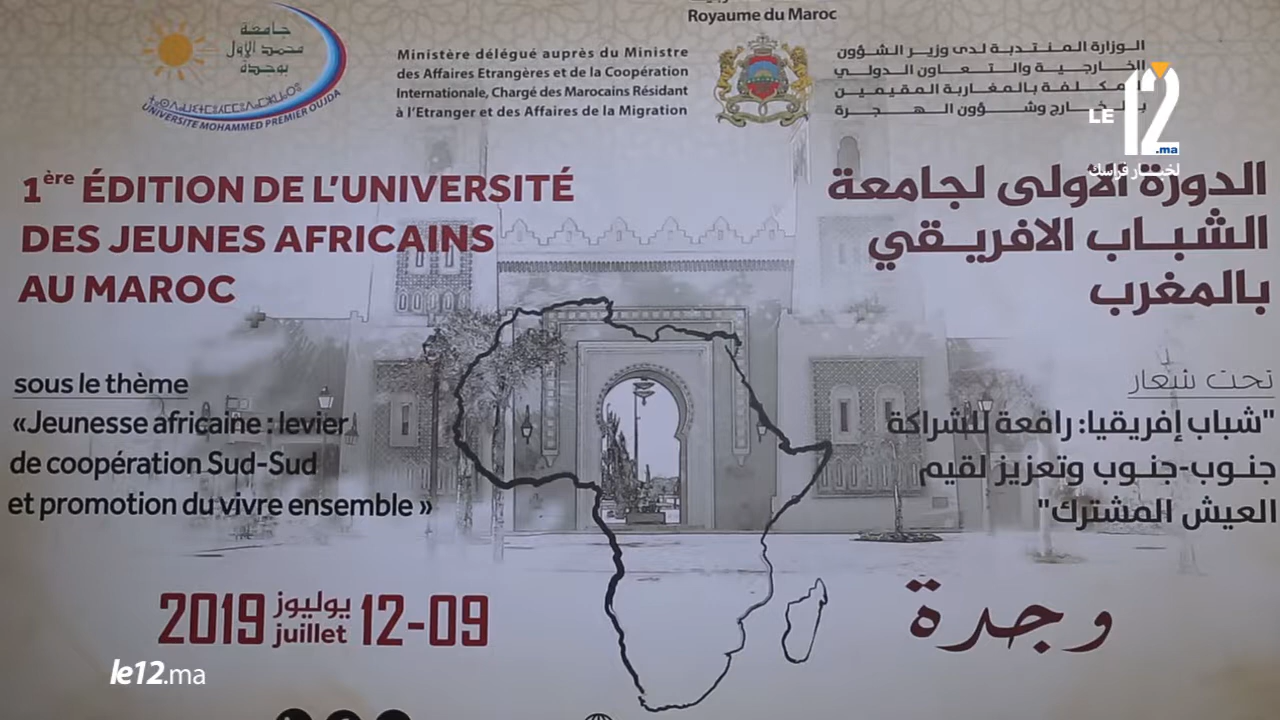 Royaume du Maroc
جامعة
محمد الأول
بوجدة
UNIVERSITE MOHAMMED PREMIER OUJDA
Ministère délégué auprès du Ministre
des Affaires Etrangères et de la Coopération
Internationale, Chargé des Marocains Résidant
à l'Etranger et des Affaires de la Migration
الوزارة المنتدبة لدى وزير الشؤون
الخارجية والتعاون الدولي
المكلفة بالمغاربة المقيمين
وشؤون الهجرة
LE 12
.ma
لخبار فراسك
1ère ÉDITION DE L'UNIVERSITÉ
DES JEUNES AFRICAINS
AU MAROC
الدورة الأولى لجامعة
الشباب الافريقي
بالمغرب
sous le thème
«Jeunesse africaine : levier
de coopération Sud-Sud
et promotion du vivre ensemble »
تحت شعار
"شباب إفريقيا: رافعة للشراكة
جنوب-جنوب وتعزيز لقيم
العيش المشترك"
2019 يوليوز juillet 12-09
وجدة
le12.ma